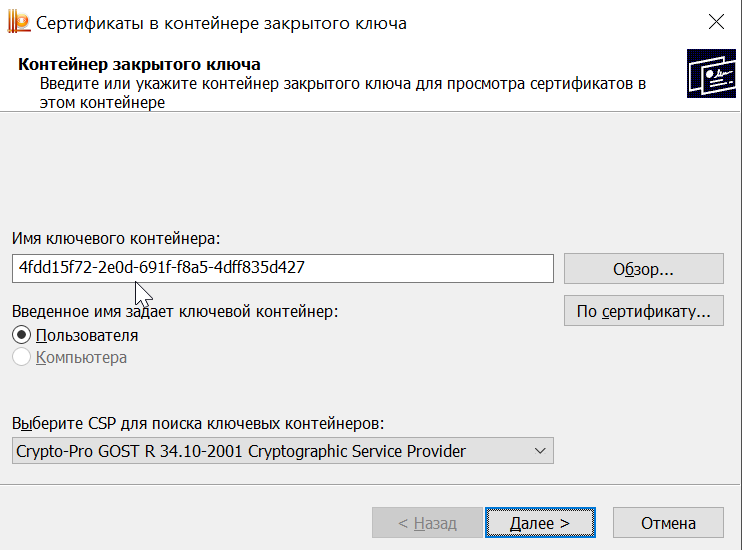 Сертификаты в контейнере закрытого ключа
Контейнер закрытого ключа
Введите или укажите контейнер закрытого ключа для просмотра сертификатов в
этом контейнере
Имя ключевого контейнера:
4fdd15f72-2e0d-691f-f8a5-4dff835d427
Обзор...
Введенное имя задает ключевой контейнер:
По сертификату...
Пользователя
Компьютера
Выберите CSP для поиска ключевых контейнеров:
Crypto-Pro GOST R 34.10-2001 Cryptographic Service Provider
< Назад
Далее >
Отмена